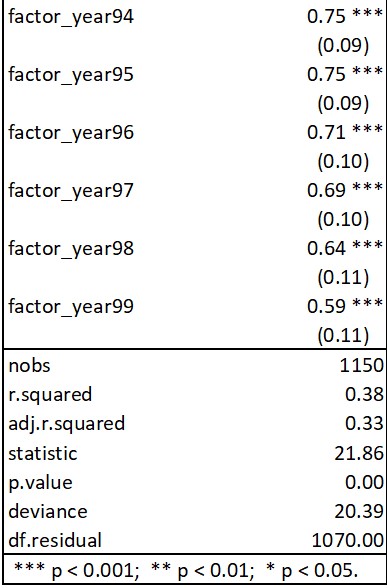 factor_year94 0.75 ***
(0.09)
factor_year95 0.75 ***
(0.09)
factor_year96 0.71 ***
(0.10)
factor_year97 0.69 ***
(0.10)
factor_year98 0.64 ***
(0.11)
factor_year99 0.59 ***
(0.11)
nobs 1150
r.squared 0.38
adj.r.squared 0.33
statistic 21.86
p.value 0.00
deviance 20.39
df.residual 1070.00
*** p < 0.001; ** p < 0.01; * p < 0.05.